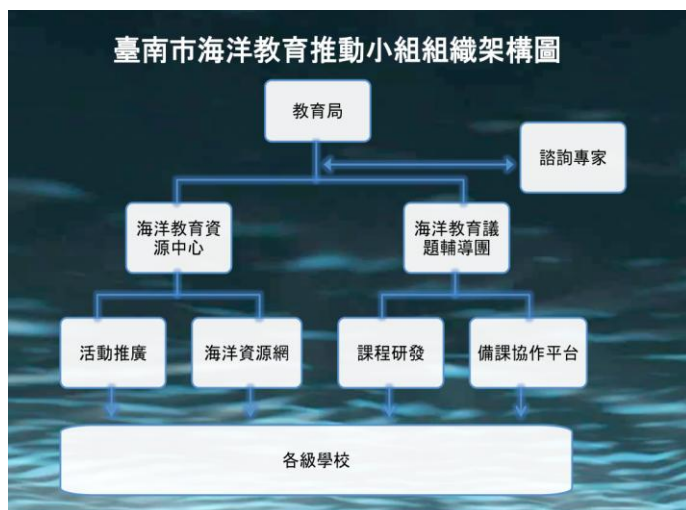 臺南市海洋教育推動小組組織架構圖
教育局
諮詢專家
海洋教育資
源中心
海洋教育議
題輔導團
活動推廣
海洋資源網
課程研發
備課協作平台
各級學校